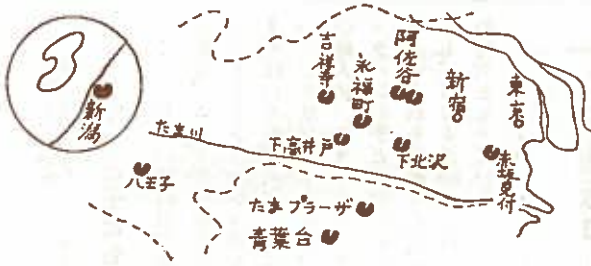 新潟
吉祥寺
永福町
阿佐谷
新宿
東京
たま川
下高井戸
下北沢
赤坂見付
八王子
たまプラーザ
青葉台